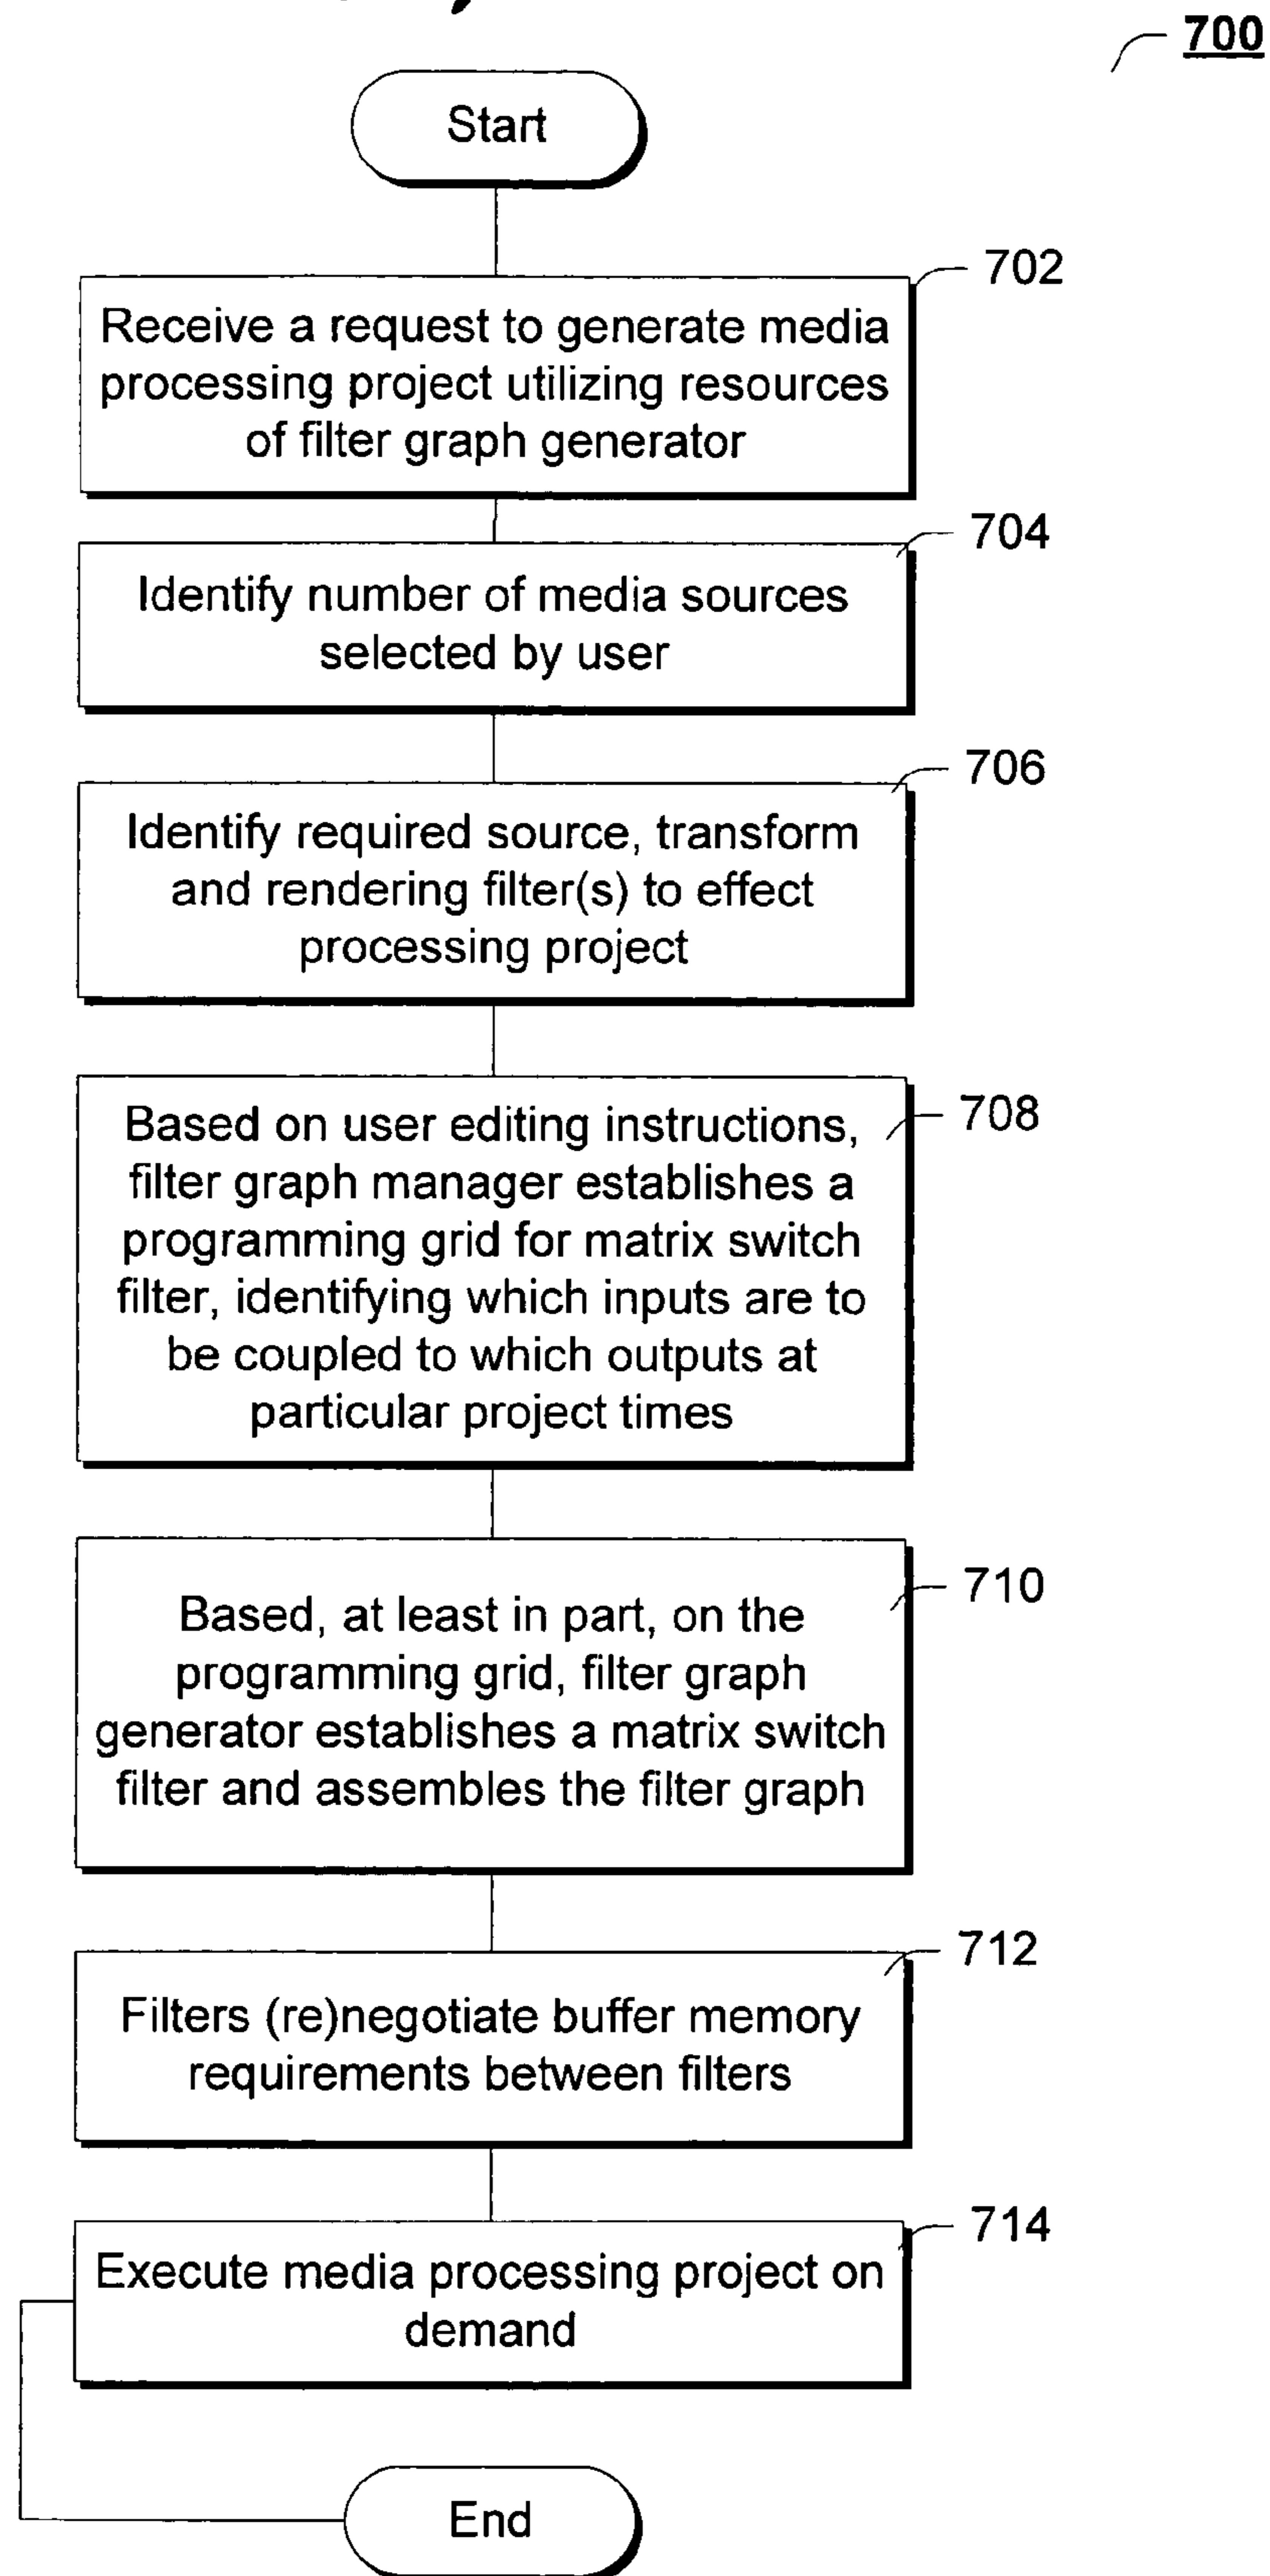 700
Start
702
Receive a request to generate media
processing project utilizing resources
of filter graph generator
704
Identify number of media sources
selected by user
706
Identify required source, transform
and rendering filter(s) to effect
processing project
708
Based on user editing instructions,
filter graph manager establishes a
programming grid for matrix switch
filter, identifying which inputs are to
be coupled to which outputs at
particular project times
710
Based, at least in part, on the
programming grid, filter graph
generator establishes a matrix switch
filter and assembles the filter graph
712
Filters (re)negotiate buffer memory
requirements between filters
714
Execute media processing project on
demand
End